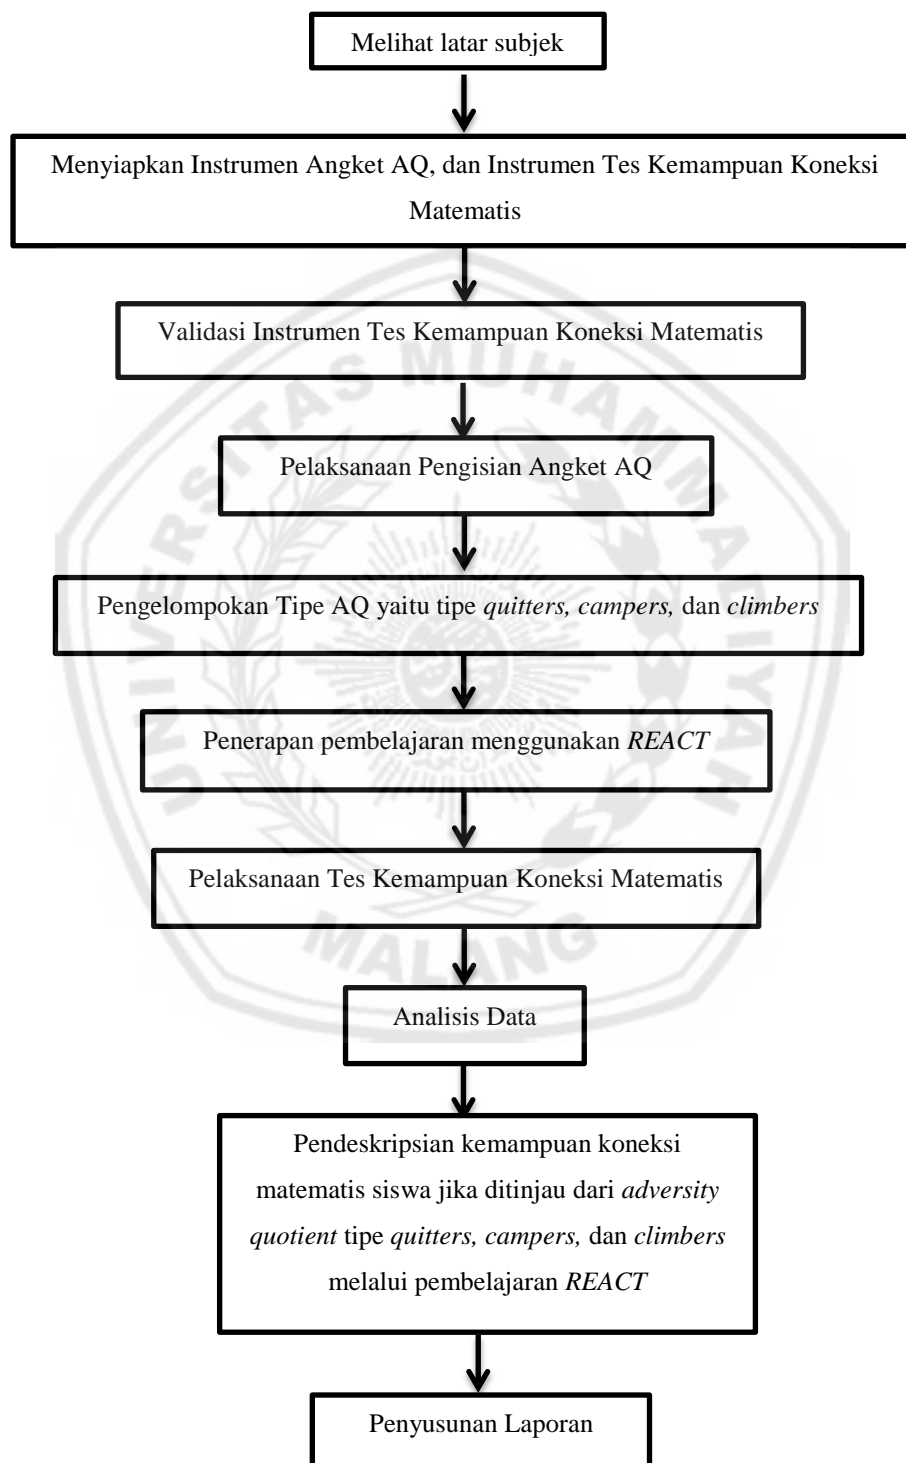 Melihat latar subjek
Menyiapkan Instrumen Angket AQ, dan Instrumen Tes Kemampuan Koneksi
Matematis
Validasi Instrumen Tes Kemampuan Koneksi Matematis
Pelaksanaan Pengisian Angket AQ
Pengelompokan Tipe AQ yaitu tipe quitters, campers, dan climbers
Penerapan pembelajaran menggunakan REACT
Pelaksanaan Tes Kemampuan Koneksi Matematis
Analisis Data
Pendeskripsian kemampuan koneksi
matematis siswa jika ditinjau dari adversity
quotient tipe quitters, campers, dan climbers
melalui pembelajaran REACT
Penyusunan Laporan
UNIVERSITAS MUHAMMADIYAH
MALANG